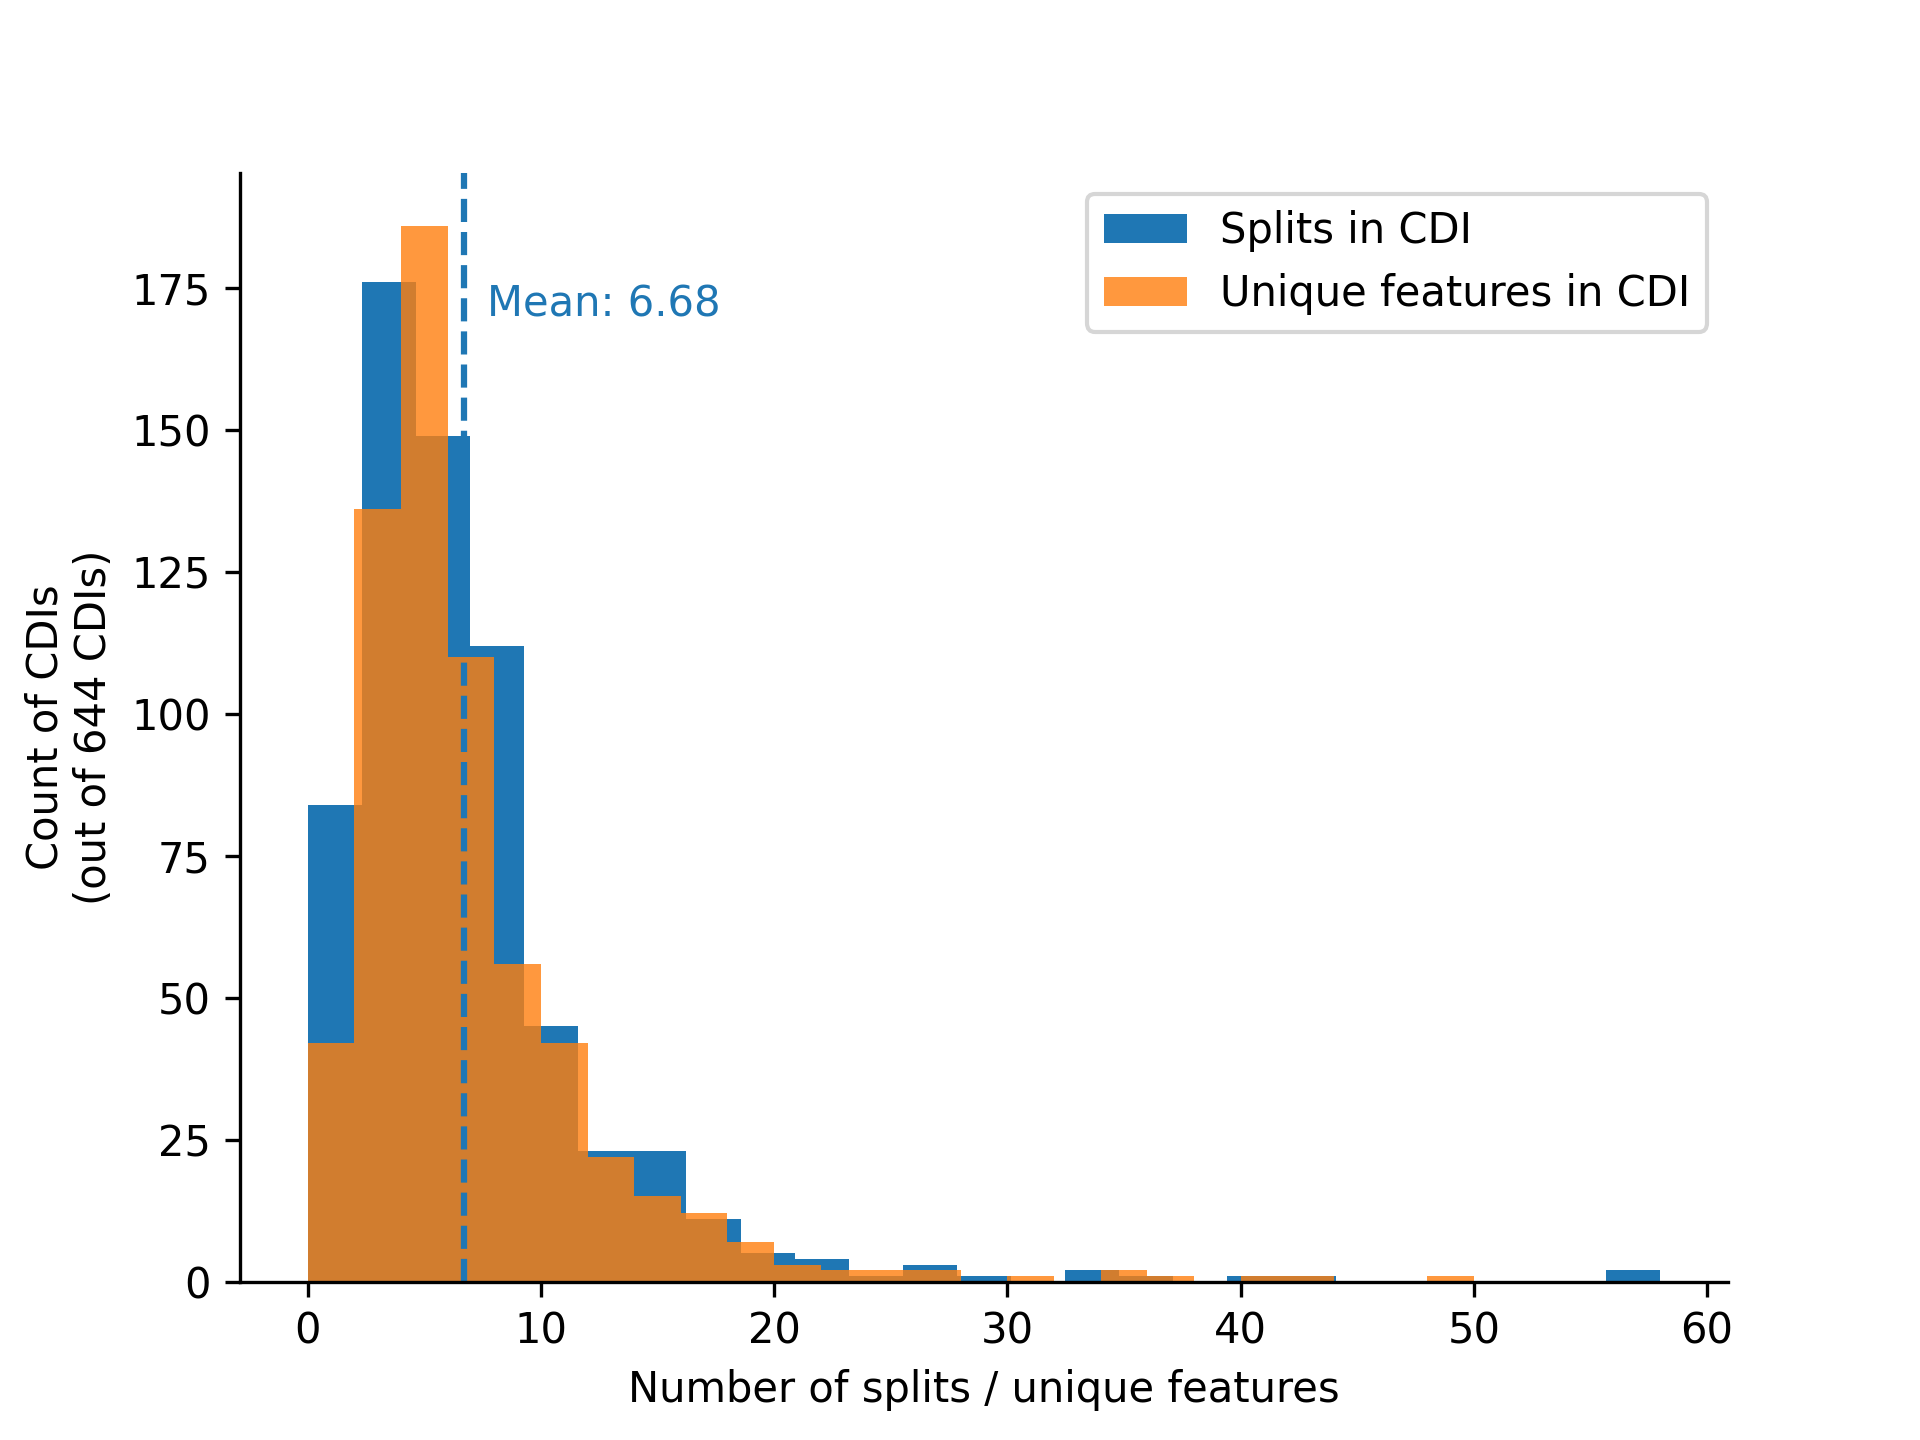 Splits in CDI
Unique features in CDI
Mean: 6.68
Count of CDIs
(out of 644 CDIs)
175
150
125
100
75
50
25
0
0 10 20 30 40 50 60
Number of splits / unique features